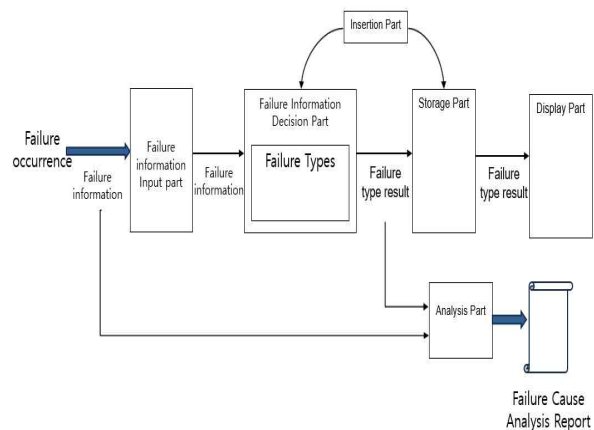 Insertion Part
Failure Information
Decision Part
Storage Part
Display Part
Failure
occurrence
Failure
information
Input part
Failure Types
Failure
information
Failure
information
Failure
type result
Failure
type result
Analysis Part
Failure Cause
Analysis Report